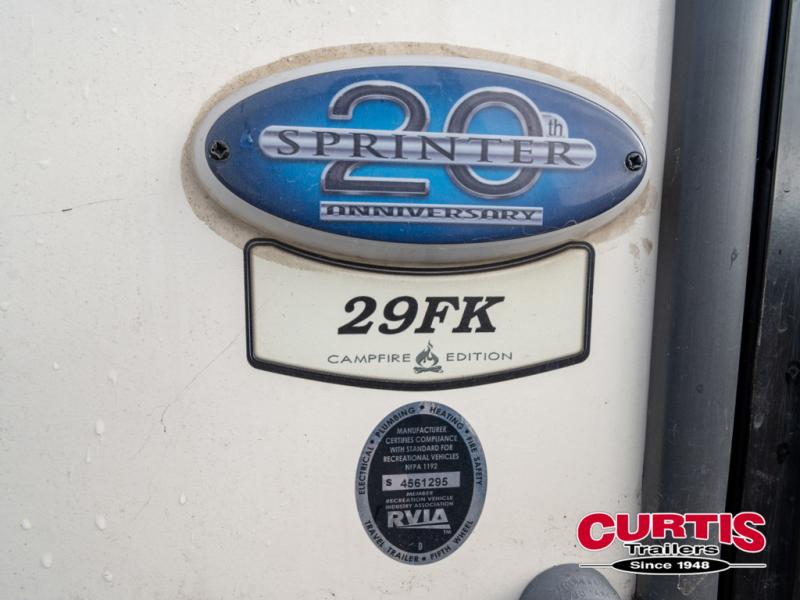 20th
SPRINTER
ANNIVERSARY
29FK
CAMPFIRE EDITION
ELECTRICAL • PLUMBING • HEATING • FIRE SAFETY
MANUFACTURER
CERTIFIES COMPLIANCE
WITH STANDARD FOR
RECREATIONAL VEHICLES
NFPA 1192
S 4561295
MEMBER
RECREATION VEHICLE
INDUSTRY ASSOCIATION
RVIA
TM
D
TRAVEL TRAILER • FIFTH WHEEL
CURTIS
Trailers
Since 1948